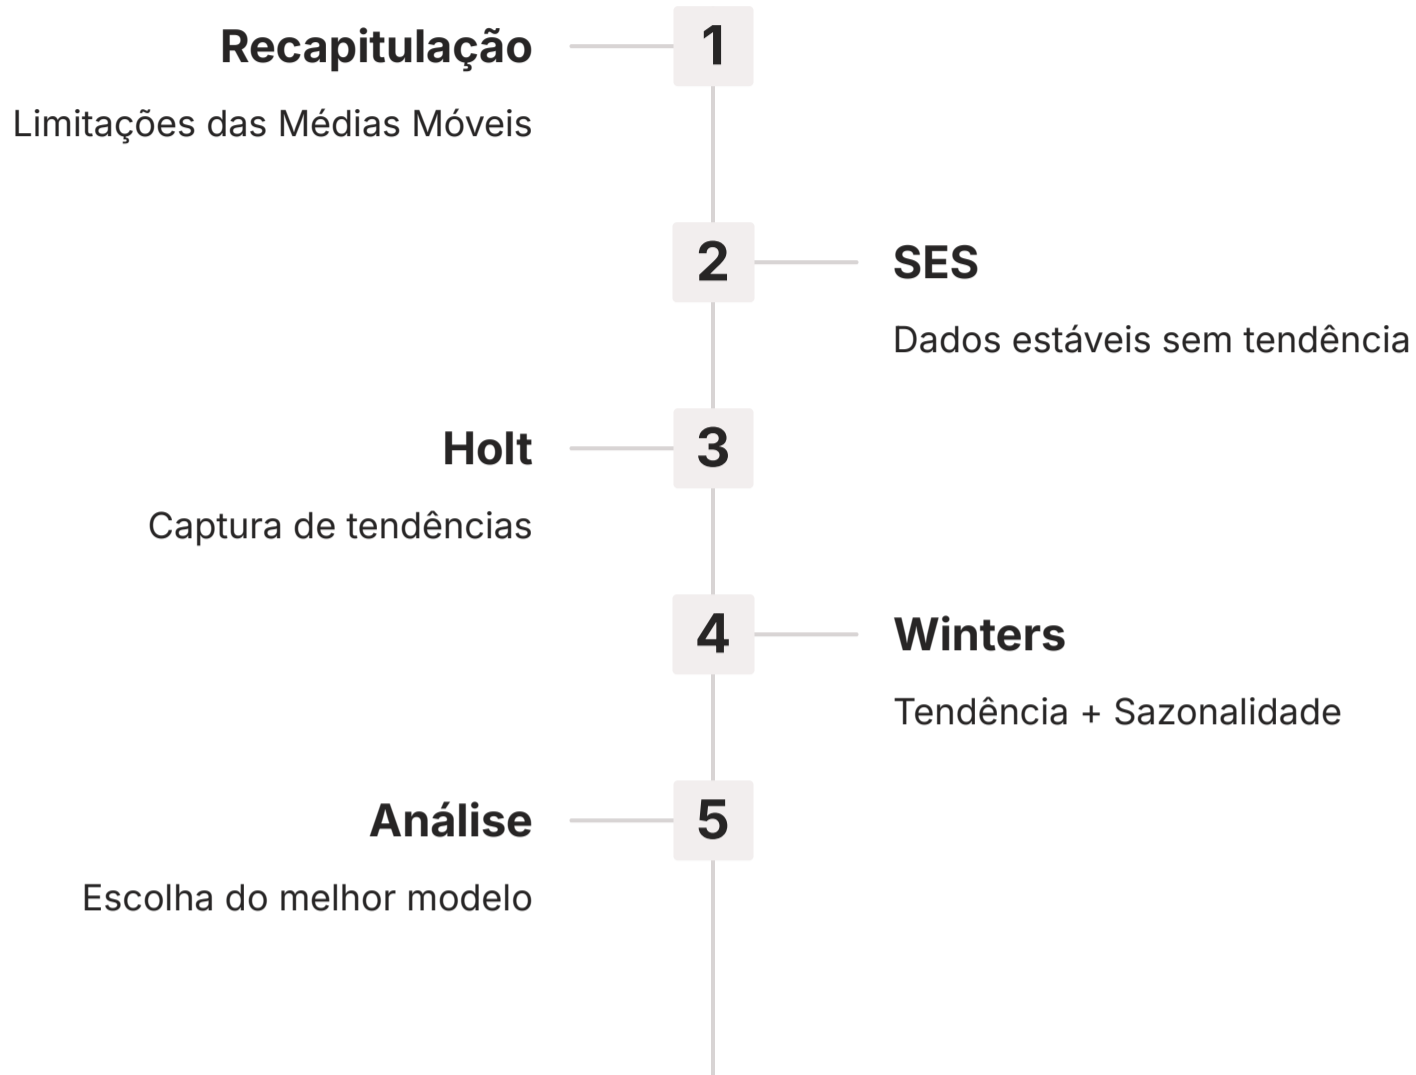 1
Recapitulação
Limitações das Médias Móveis
2
SES
Dados estáveis sem tendência
3
Holt
Captura de tendências
4
Winters
Tendência + Sazonalidade
5
Análise
Escolha do melhor modelo